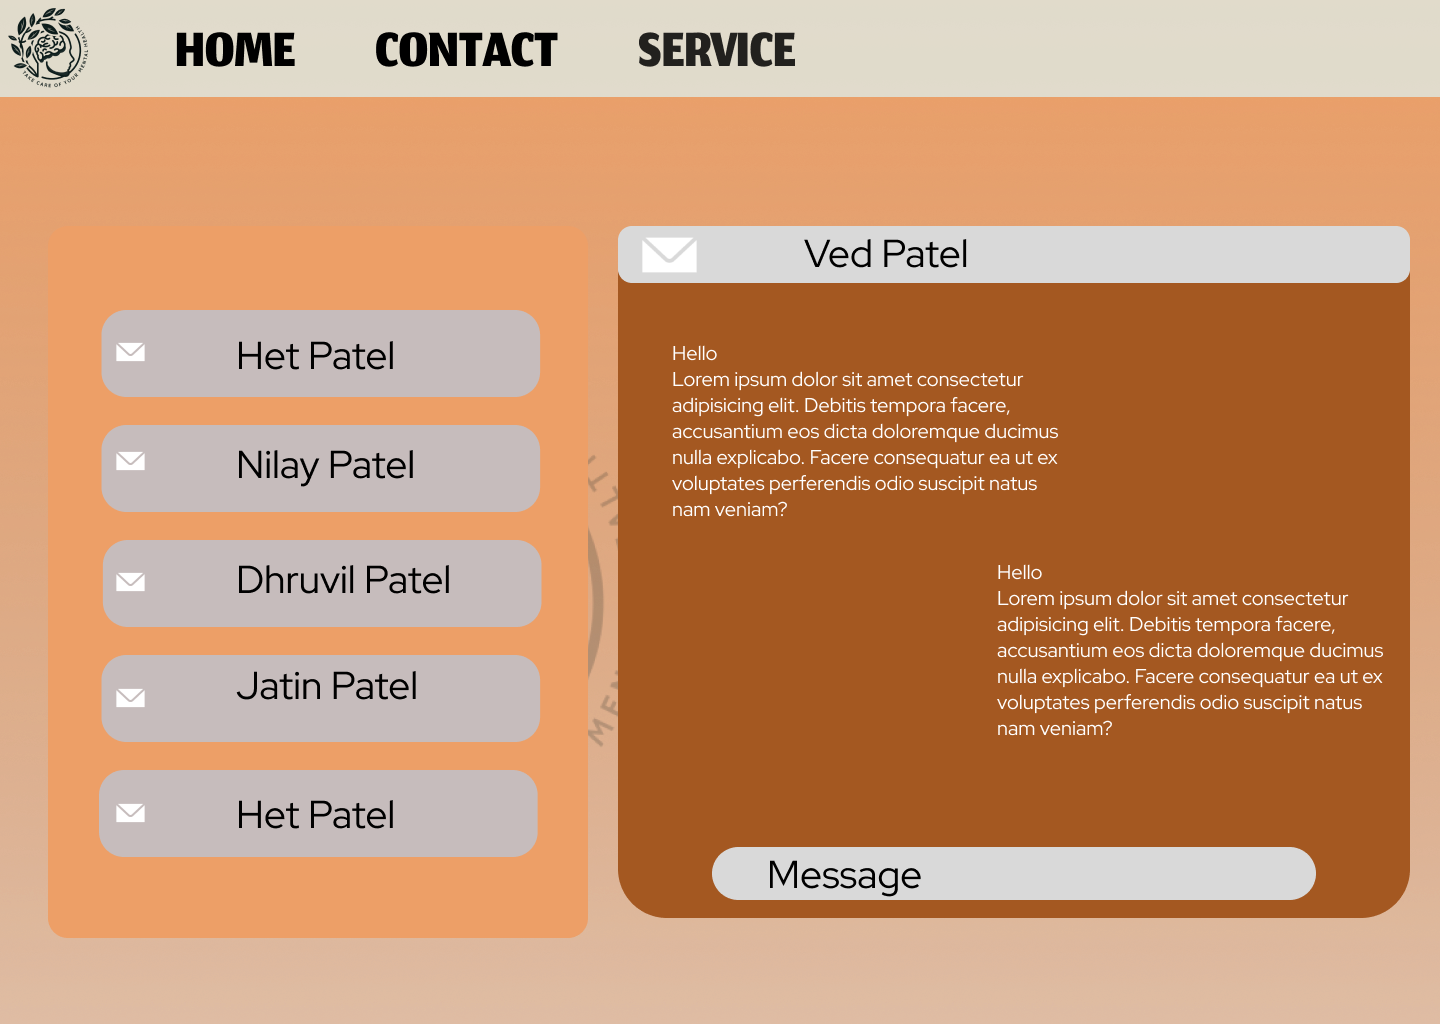 TAKE CARE OF YOUR MENTAL HEALTH
HOME
CONTACT
SERVICE
Het Patel
Nilay Patel
Dhruvil Patel
Jatin Patel
Het Patel
Ved Patel
Hello
Lorem ipsum dolor sit amet consectetur
adipisicing elit. Debitis tempora facere,
accusantium eos dicta doloremque ducimus
nulla explicabo. Facere consequatur ea ut ex
voluptates perferendis odio suscipit natus
nam veniam?
Hello
Lorem ipsum dolor sit amet consectetur
adipisicing elit. Debitis tempora facere,
accusantium eos dicta doloremque ducimus
nulla explicabo. Facere consequatur ea ut ex
voluptates perferendis odio suscipit natus
nam veniam?
Message